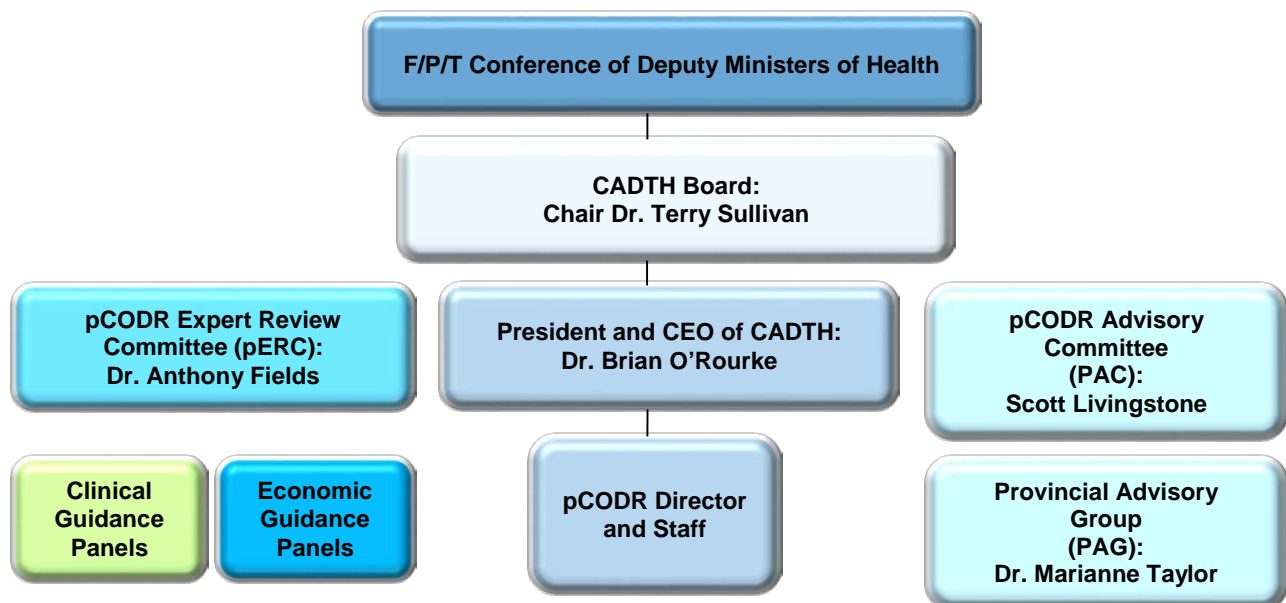 F/P/T Conference of Deputy Ministers of Health
CADTH Board:
Chair Dr. Terry Sullivan
pCODR Expert Review
Committee (pERC):
Dr. Anthony Fields
President and CEO of CADTH:
Dr. Brian O’Rourke
pCODR Advisory
Committee
(PAC):
Scott Livingstone
Clinical
Guidance
Panels
Economic
Guidance
Panels
pCODR Director
and Staff
Provincial Advisory
Group
(PAG):
Dr. Marianne Taylor